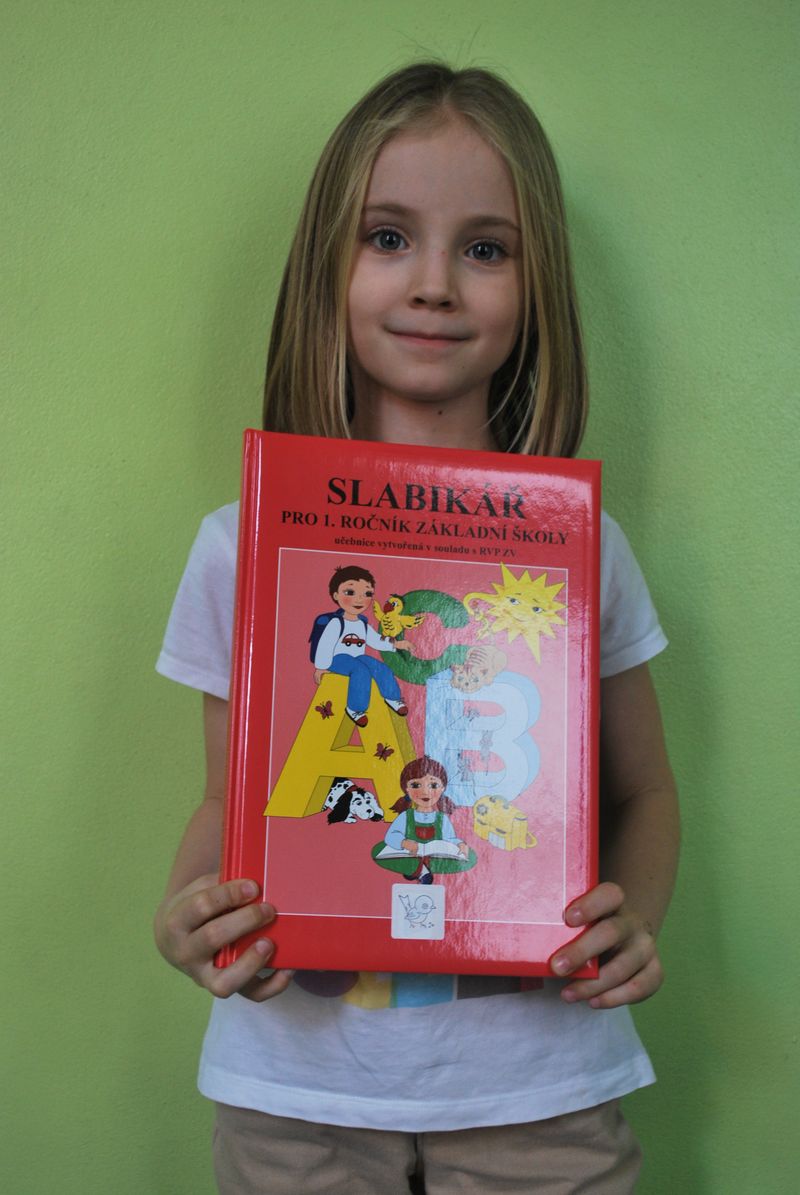 SLABIKÁŘ
PRO 1. ROČNÍK ZÁKLADNÍ ŠKOLY
učebnice vytvořená v souladu s RVP ZV
C
A B